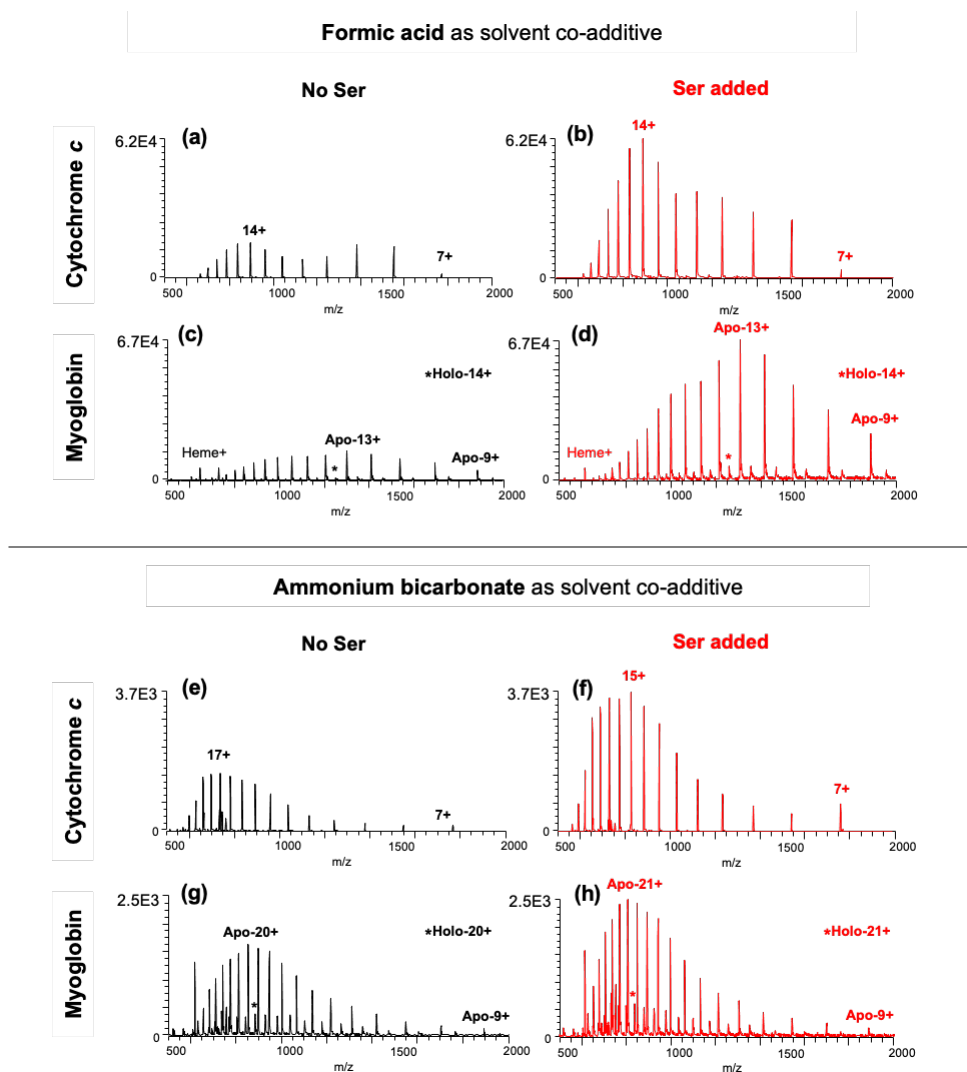 Formic acid as solvent co-additive
No Ser
Ser added
Cytochrome c
(a)
6.2E4
14+
7+
0
500 1000 1500 2000
m/z
(b)
6.2E4
14+
7+
0
500 1000 1500 2000
m/z
Myoglobin
(c)
6.7E4
*Holo-14+
Apo-13+
Heme+
*
Apo-9+
0
500 1000 1500 2000
m/z
(d)
6.7E4
Apo-13+
*Holo-14+
Apo-9+
Heme+
*
0
500 1000 1500 2000
m/z
Ammonium bicarbonate as solvent co-additive
No Ser
Ser added
Cytochrome c
(e)
3.7E3
17+
7+
0
500 1000 1500 2000
m/z
(f)
3.7E3
15+
7+
0
500 1000 1500 2000
m/z
Myoglobin
(g)
2.5E3
Apo-20+
*Holo-20+
*
Apo-9+
0
500 1000 1500 2000
m/z
(h)
2.5E3
Apo-21+
*Holo-21+
*
Apo-9+
0
500 1000 1500 2000
m/z